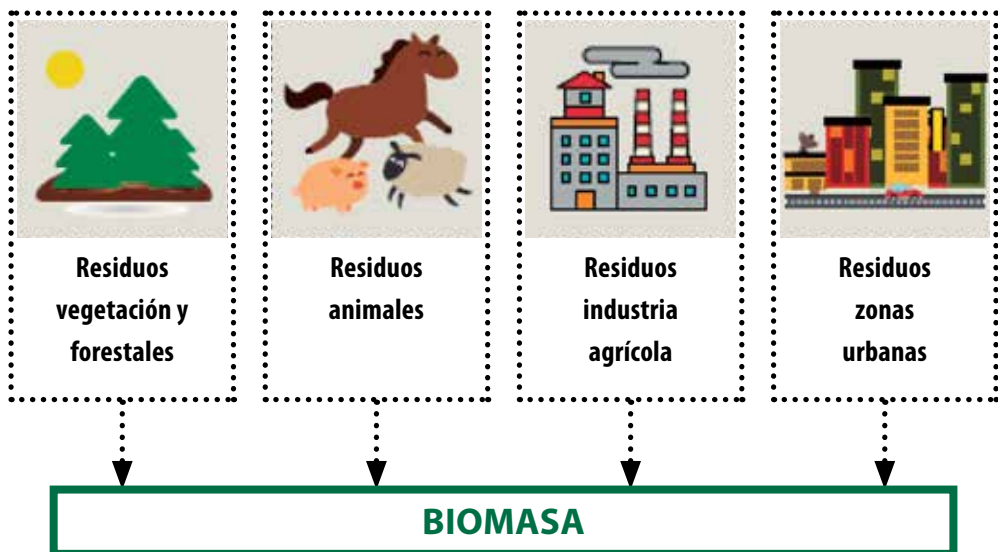 Residuos
vegetación y
forestales
Residuos
animales
Residuos
industria
agrícola
Residuos
zonas
urbanas
BIOMASA